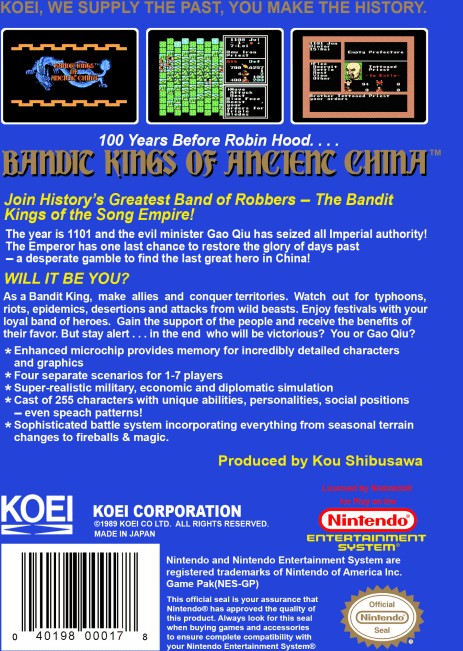 KOEI, WE SUPPLY THE PAST, YOU MAKE THE HISTORY.
BANDIT KINGS
OF
ANCIENT CHINA
Empty Prefecture
100 Years Before Robin Hood. . . .
BANDIT KINGS OF ANCIENT CHINA™
Join History's Greatest Band of Robbers – The Bandit
Kings of the Song Empire!
The year is 1101 and the evil minister Gao Qiu has seized all Imperial authority!
The Emperor has one last chance to restore the glory of days past
– a desperate gamble to find the last great hero in China!
WILL IT BE YOU?
As a Bandit King, make allies and conquer territories. Watch out for typhoons,
riots, epidemics, desertions and attacks from wild beasts. Enjoy festivals with your
loyal band of heroes. Gain the support of the people and receive the benefits of
their favor. But stay alert . . . in the end who will be victorious? You or Gao Qiu?
* Enhanced microchip provides memory for incredibly detailed characters
and graphics
* Four separate scenarios for 1-7 players
* Super-realistic military, economic and diplomatic simulation
* Cast of 255 characters with unique abilities, personalities, social positions
– even speach patterns!
* Sophisticated battle system incorporating everything from seasonal terrain
changes to fireballs & magic.
Produced by Kou Shibusawa
KOEI
KOEI CORPORATION
©1989 KOEI CO LTD. ALL RIGHTS RESERVED.
MADE IN JAPAN
Licensed by Nintendo®
for Play on the
Nintendo®
ENTERTAINMENT
SYSTEM®
Nintendo and Nintendo Entertainment System are
registered trademarks of Nintendo of America Inc.
Game Pak(NES-GP)
This official seal is your assurance that
Nintendo® has approved the quality of
this product. Always look for this seal
when buying games and accessories
to ensure complete compatibility with
your Nintendo Entertainment System®
Official
Nintendo
Seal
0 40198 00017 8